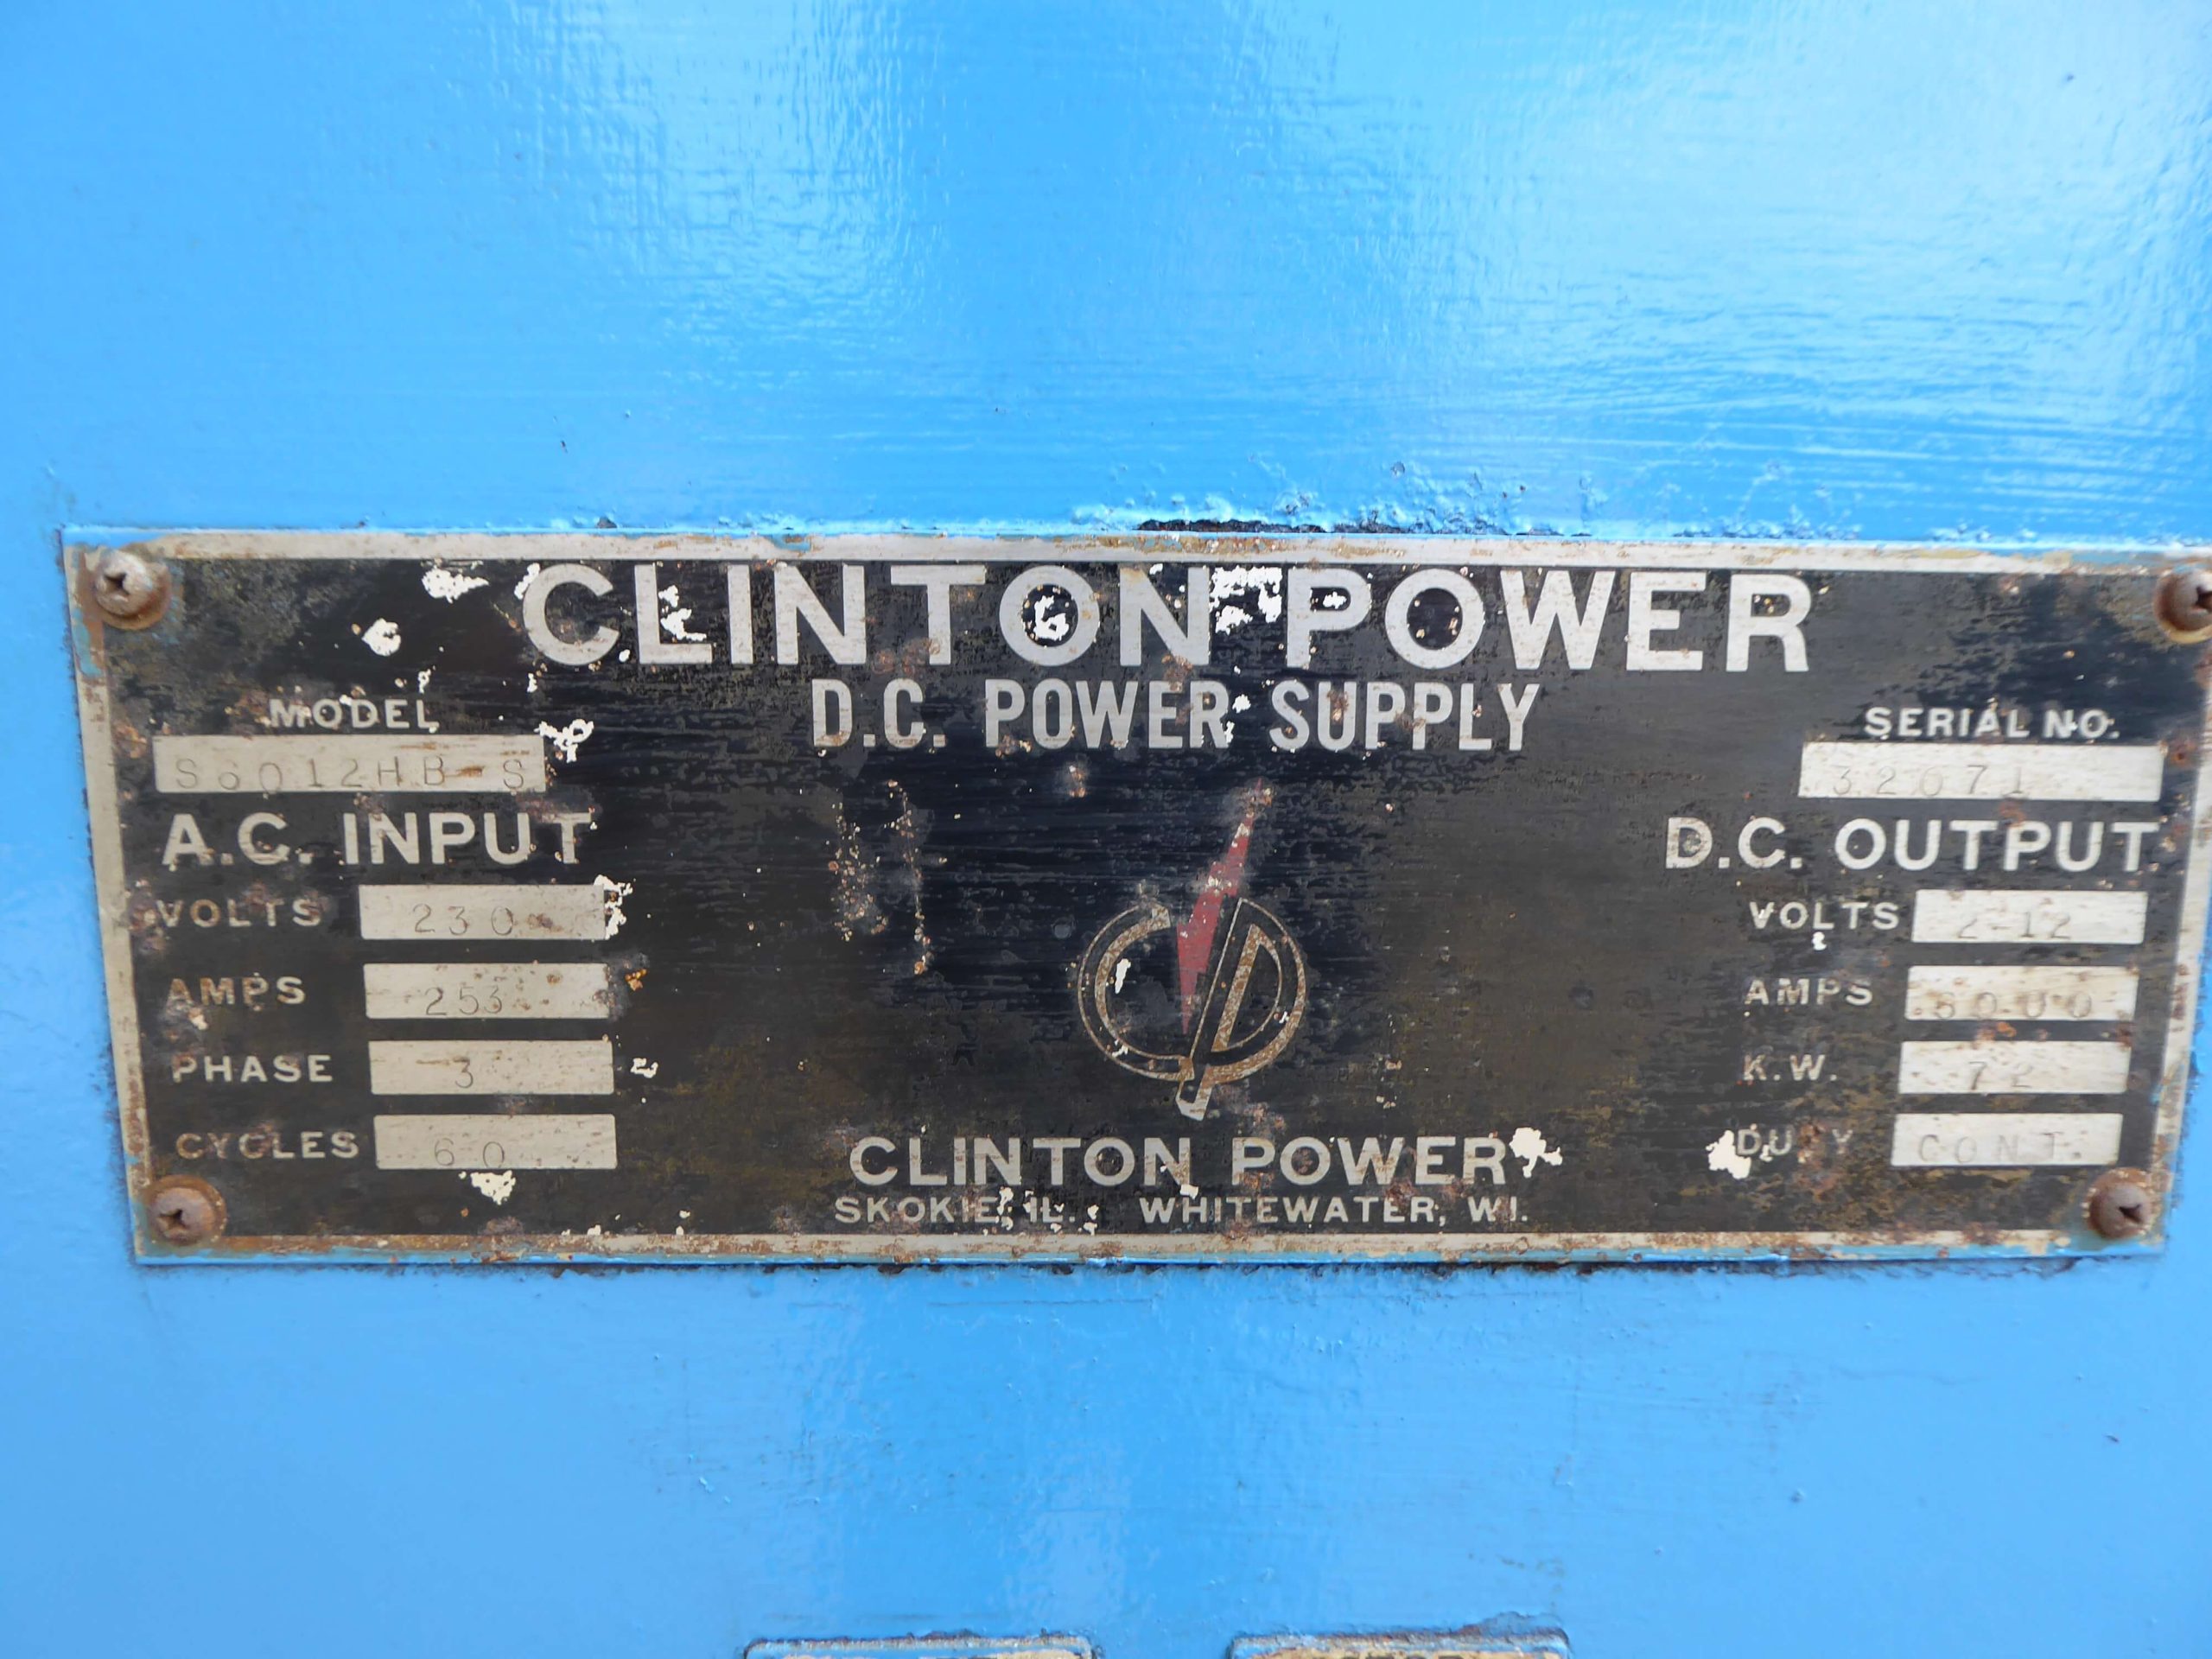 CLINTON POWER
D.C. POWER SUPPLY
MODEL
S6012HB-S
SERIAL NO.
32071
A.C. INPUT
VOLTS 230
AMPS 253
PHASE 3
CYCLES 60
D.C. OUTPUT
VOLTS 2-12
AMPS 6000
K.W. 72
DUTY CONT.
CLINTON POWER
SKOKIE, IL. WHITEWATER, WI.